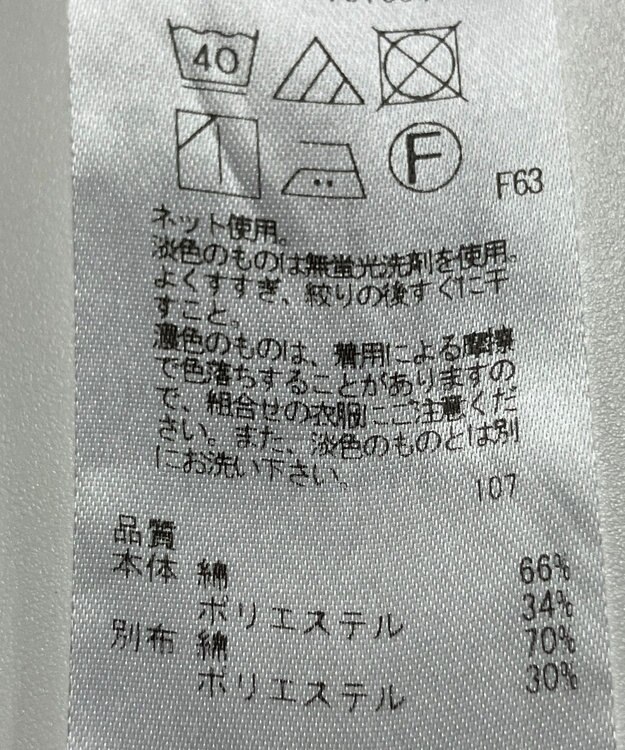 40
F
F63
ネット使用。
淡色のものは無蛍光洗剤を使用。
よくすすぎ、絞りの後すぐに干
すこと。
濃色のものは、着用による摩擦
で色落ちすることがありますの
で、組合せの衣服にご注意くだ
さい。また、淡色のものとは別
にお洗い下さい。
107
品質
本体 綿 66%
ポリエステル 34%
別布 綿 70%
ポリエステル 30%